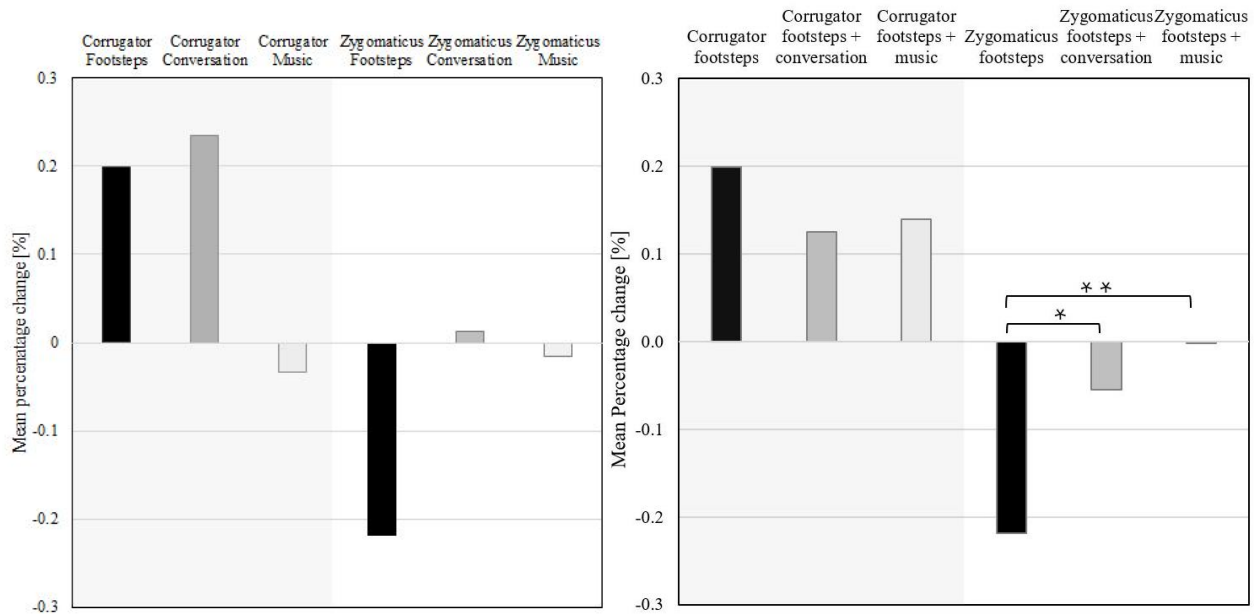 Corrugator Footsteps
Corrugator Conversation
Corrugator Music
Zygomaticus Footsteps
Zygomaticus Conversation
Zygomaticus Music
0.3
0.2
0.1
0
-0.1
-0.2
-0.3
Mean percenatage change [%]
Corrugator footsteps
Corrugator footsteps + conversation
Corrugator footsteps + music
Zygomaticus footsteps
Zygomaticus footsteps + conversation
Zygomaticus footsteps + music
0.3
0.2
0.1
0.0
-0.1
-0.2
-0.3
Mean Percentage change [%]
* *
*